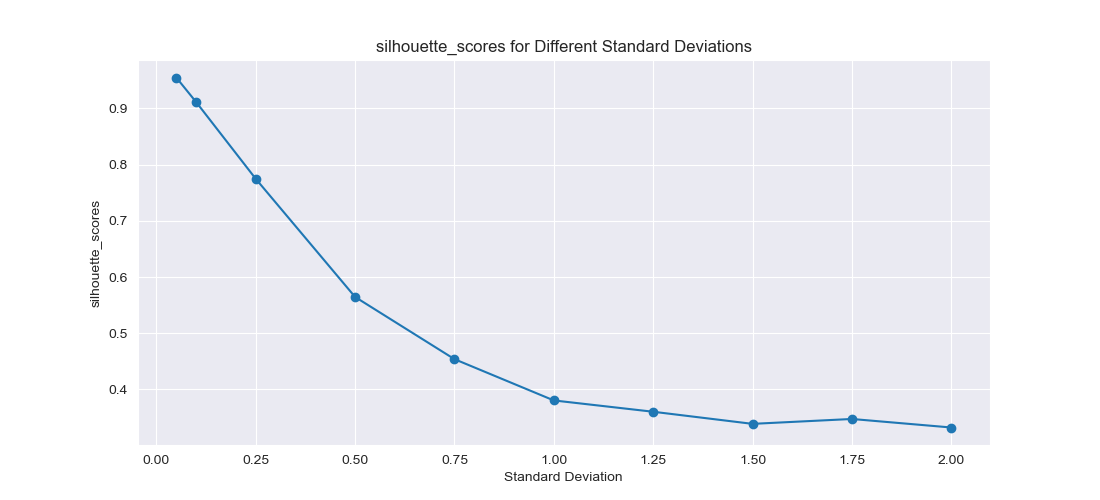 silhouette_scores for Different Standard Deviations
silhouette_scores
0.9
0.8
0.7
0.6
0.5
0.4
0.00 0.25 0.50 0.75 1.00 1.25 1.50 1.75 2.00
Standard Deviation